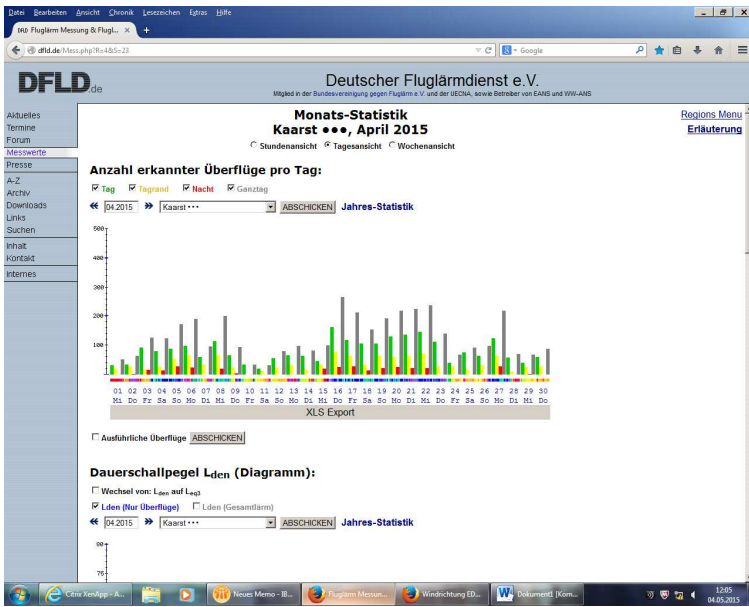 Datei Bearbeiten Ansicht Chronik Lesezeichen Extras Hilfe
DFLD Fluglärm Messung & Flugl... × +
dfld.de/Mess.php?R=4&S=23
Google
DFLD.de
Deutscher Fluglärmdienst e.V.
Mitglied in der Bundesvereinigung gegen Fluglärm e.V. und der UECNA, sowie Betreiber von EANS und WW-ANS
Aktuelles
Termine
Forum
Messwerte
Presse
A-Z
Archiv
Downloads
Links
Suchen
Inhalt
Kontakt
Internes
Monats-Statistik
Kaarst •••, April 2015
Stundenansicht Tagesansicht Wochenansicht
Regions Menu
Erläuterung
Anzahl erkannter Überflüge pro Tag:
Tag Tagrand Nacht Ganztag
04.2015 Kaarst ••• ABSCHICKEN Jahres-Statistik
500
400
300
200
100
01 02 03 04 05 06 07 08 09 10 11 12 13 14 15 16 17 18 19 20 21 22 23 24 25 26 27 28 29 30
Mi Do Fr Sa So Mo Di Mi Do Fr Sa So Mo Di Mi Do Fr Sa So Mo Di Mi Do Fr Sa So Mo Di Mi Do
XLS Export
Ausführliche Überflüge ABSCHICKEN
Dauerschallpegel Lden (Diagramm):
Wechsel von: Lden auf Leq3
Lden (Nur Überflüge) Lden (Gesamtlärm)
04.2015 Kaarst ••• ABSCHICKEN Jahres-Statistik
90
75
Citrix XenApp - A... Neues Memo - IB... Fluglärm Messun... Windrichtung ED... Dokument1 [Kom...
12:05
04.05.2015